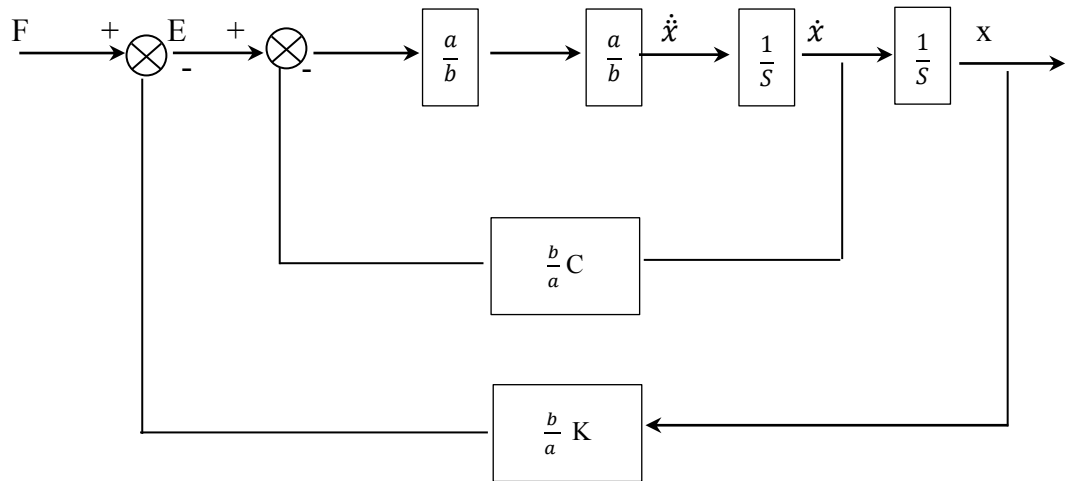 F + E + a/b a/b ẍ̇ 1/S ẋ 1/S x
- -
b/a C
b/a K